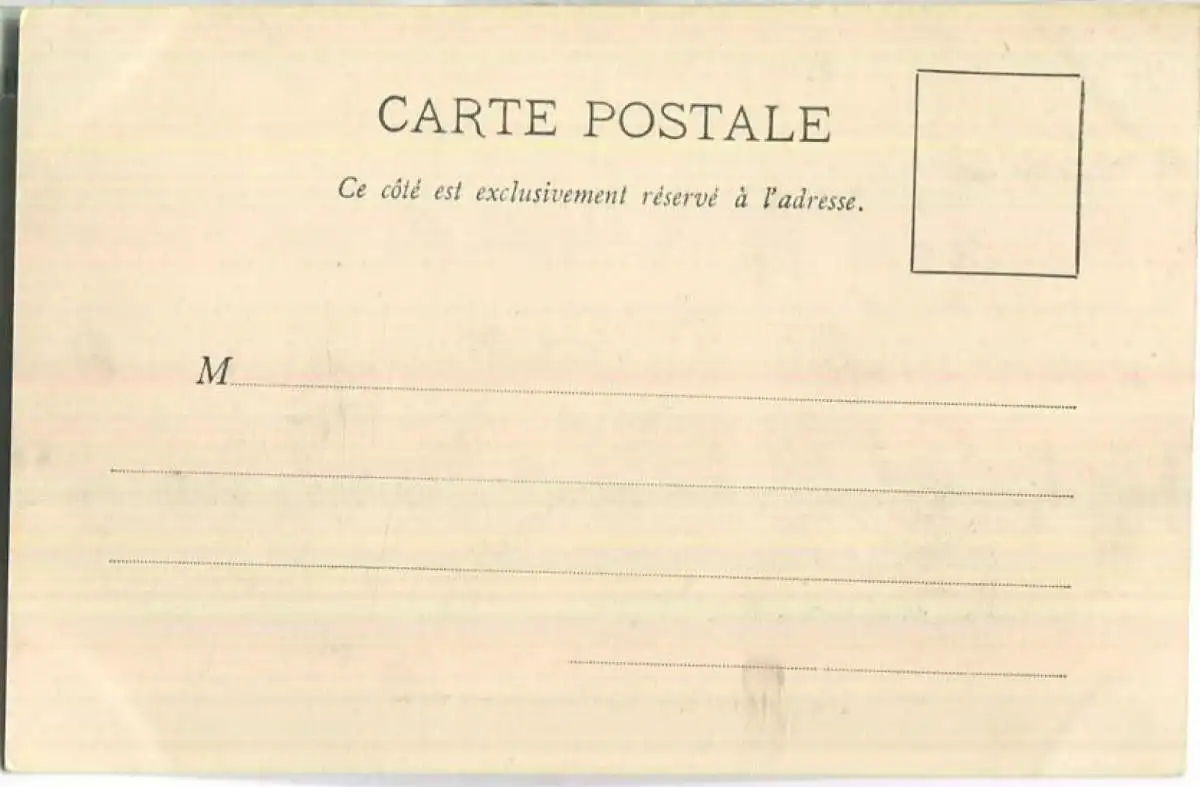 CARTE POSTALE
Ce côté est exclusivement réservé à l'adresse.
M